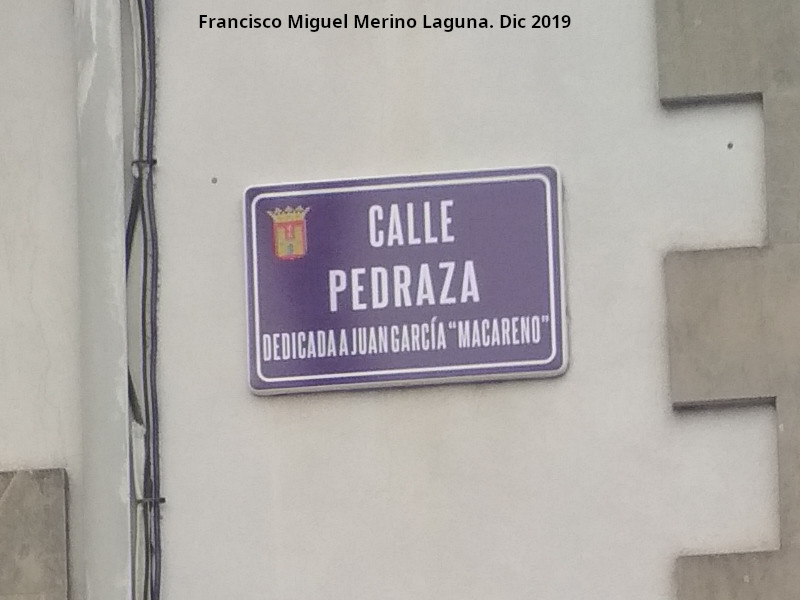 Francisco Miguel Merino Laguna. Dic 2019
CALLE
PEDRAZA
DEDICADA A JUAN GARCÍA "MACARENO"